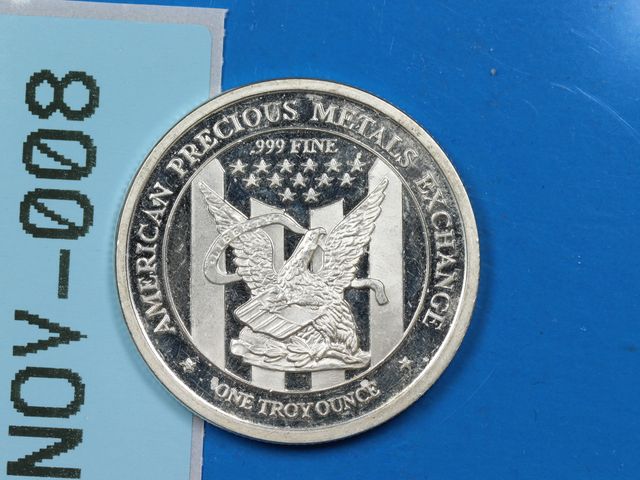 NOV-008
AMERICAN PRECIOUS METALS EXCHANGE
.999 FINE
ONE TROY OUNCE